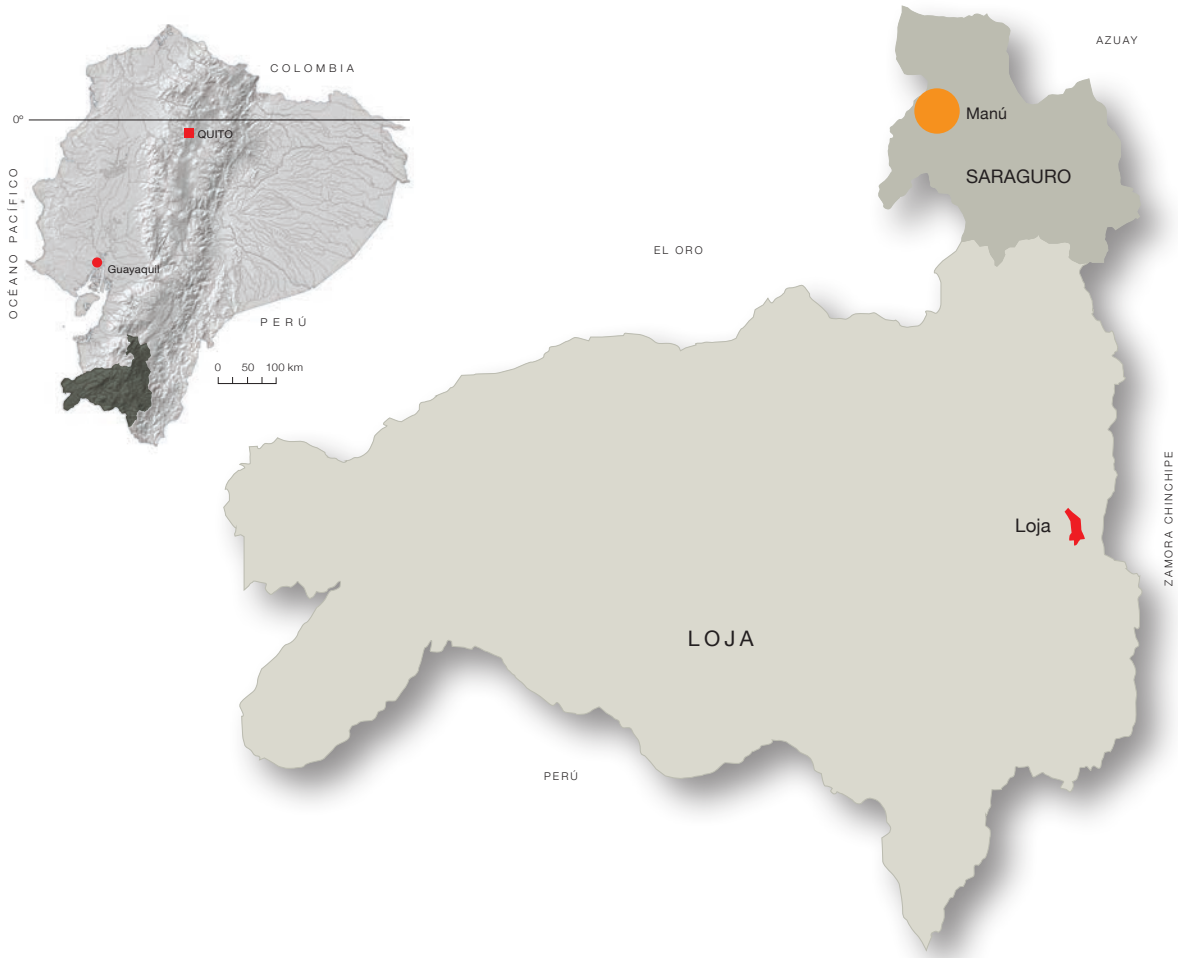 COLOMBIA
0º
QUITO
OCÉANO PACÍFICO
Guayaquil
PERÚ
0 50 100 km
AZUAY
Manú
SARAGURO
EL ORO
ZAMORA CHINCHIPE
Loja
LOJA
PERÚ